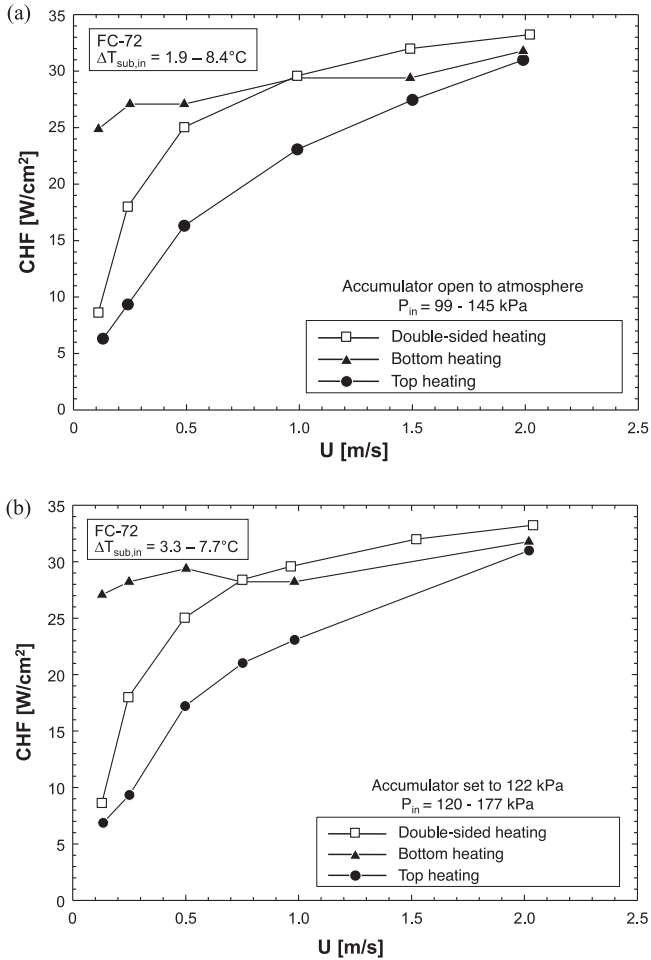 (a)
FC-72
ΔT_sub,in = 1.9 – 8.4°C
CHF [W/cm²]
35
30
25
20
15
10
5
0
Accumulator open to atmosphere
P_in = 99 - 145 kPa
Double-sided heating
Bottom heating
Top heating
0 0.5 1.0 1.5 2.0 2.5
U [m/s]
(b)
FC-72
ΔT_sub,in = 3.3 – 7.7°C
CHF [W/cm²]
35
30
25
20
15
10
5
0
Accumulator set to 122 kPa
P_in = 120 - 177 kPa
Double-sided heating
Bottom heating
Top heating
0 0.5 1.0 1.5 2.0 2.5
U [m/s]